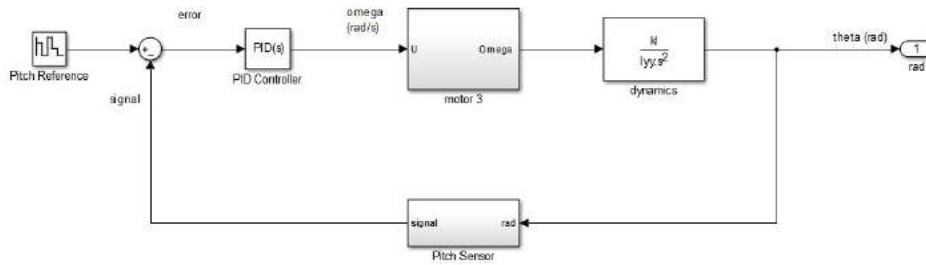 error
omega
(rad/s)
theta (rad)
+_
PID(s)
U
Omega
kl
Iyy.s²
1
Pitch Reference
PID Controller
motor 3
dynamics
rad
signal
signal
rad
Pitch Sensor